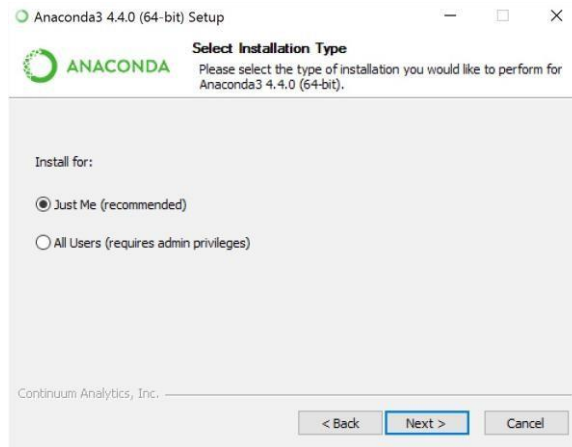 Anaconda3 4.4.0 (64-bit) Setup
ANACONDA
Select Installation Type
Please select the type of installation you would like to perform for
Anaconda3 4.4.0 (64-bit).
Install for:
Just Me (recommended)
All Users (requires admin privileges)
Continuum Analytics, Inc.
< Back
Next >
Cancel